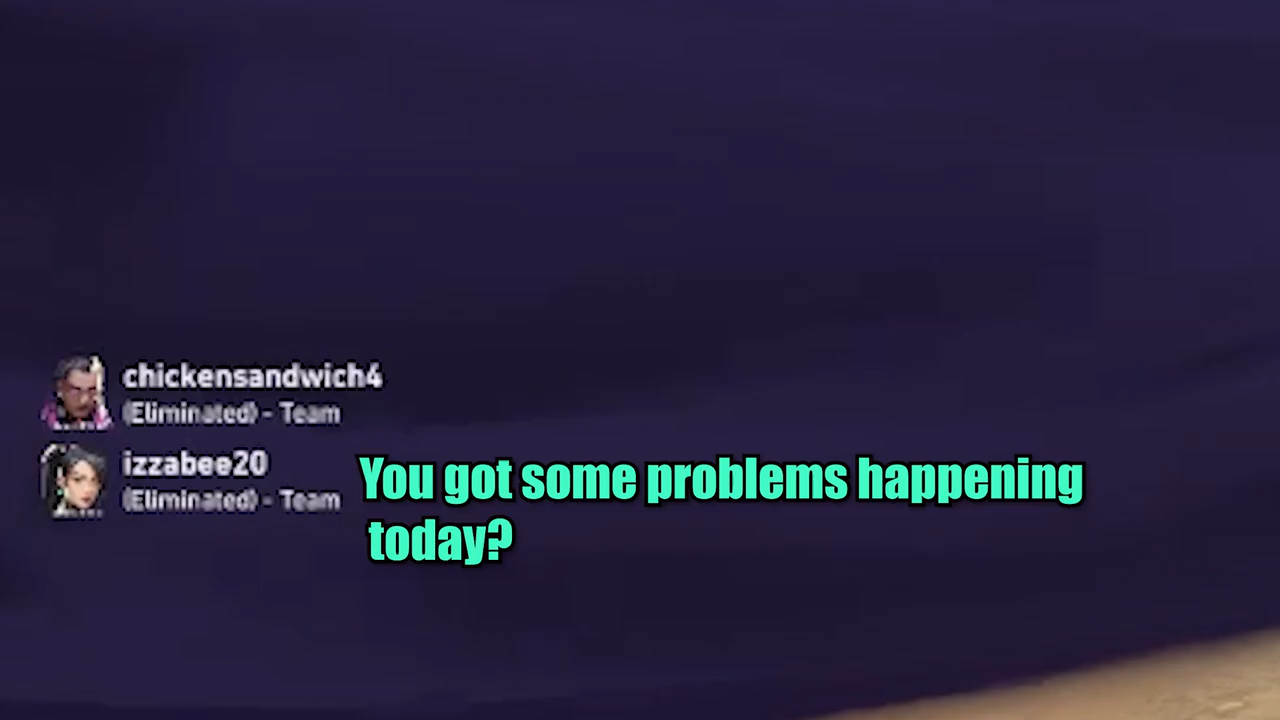 chickensandwich4
(Eliminated) - Team
izzabee20
(Eliminated) - Team
You got some problems happening
today?